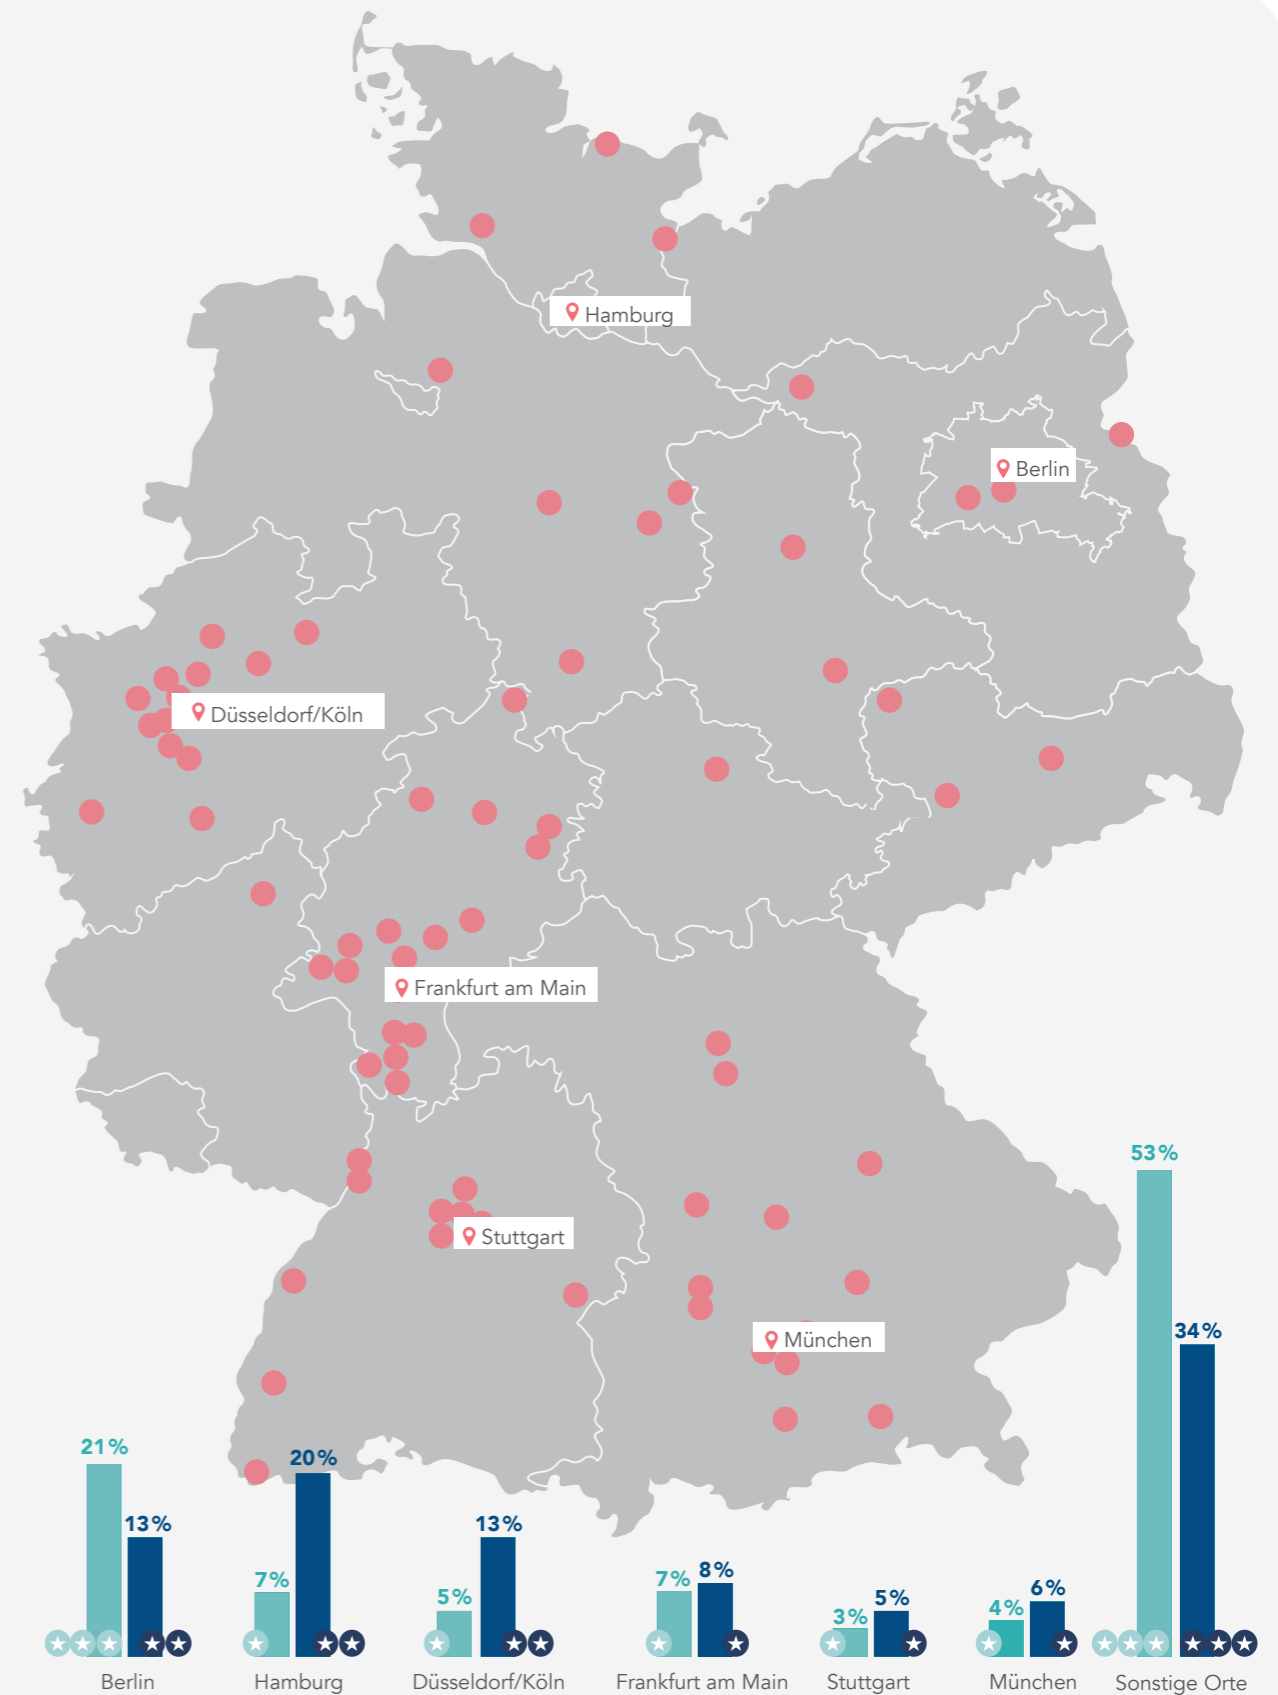 Hamburg
Berlin
Düsseldorf/Köln
Frankfurt am Main
Stuttgart
München
53 %
34 %
21 %
13 %
7 %
20 %
5 %
13 %
7 %
8 %
3 %
5 %
4 %
6 %
Berlin
Hamburg
Düsseldorf/Köln
Frankfurt am Main
Stuttgart
München
Sonstige Orte